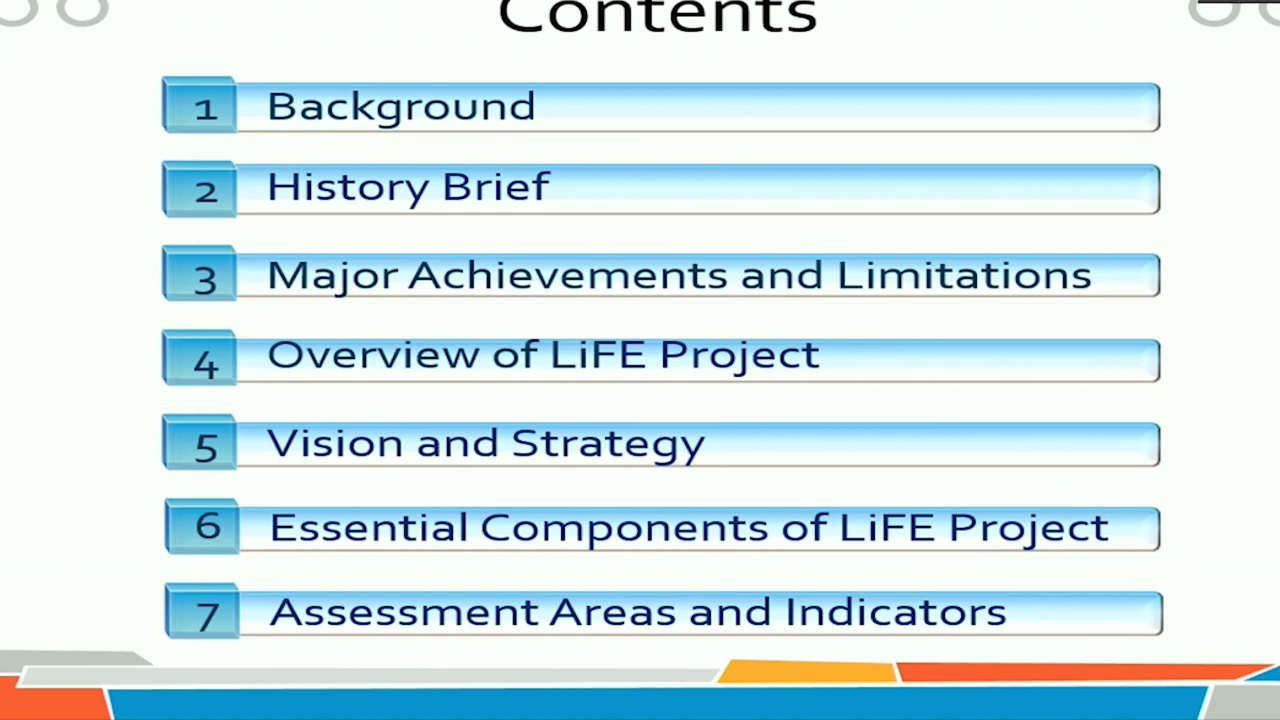 Contents
1 Background
2 History Brief
3 Major Achievements and Limitations
4 Overview of LiFE Project
5 Vision and Strategy
6 Essential Components of LiFE Project
7 Assessment Areas and Indicators